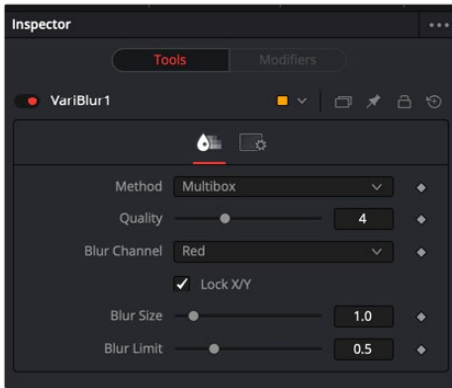 Inspector
Tools Modifiers
VariBlur1
Method Multibox
Quality 4
Blur Channel Red
Lock X/Y
Blur Size 1.0
Blur Limit 0.5